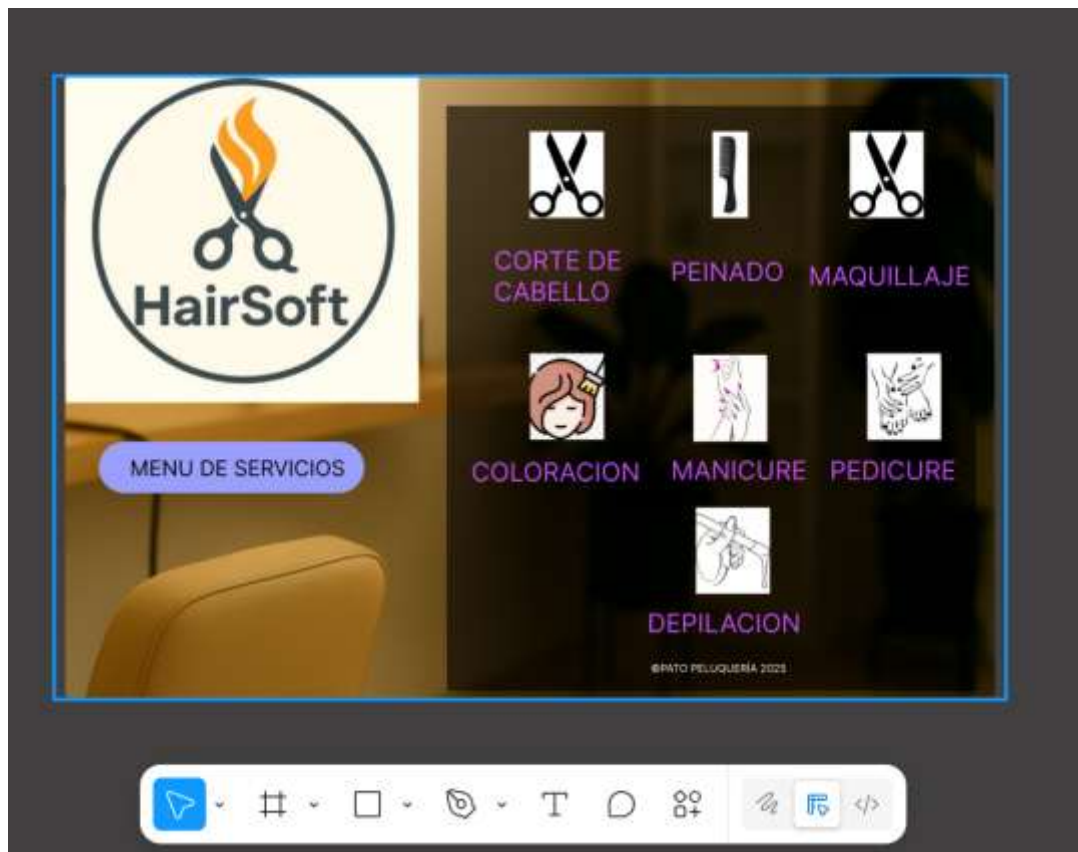 HairSoft
MENU DE SERVICIOS
CORTE DE
CABELLO
PEINADO
MAQUILLAJE
COLORACION
MANICURE
PEDICURE
DEPILACION
©PATO PELUQUERÍA 2025